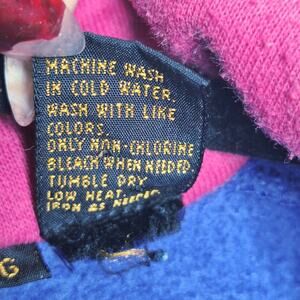 MACHINE WASH
IN COLD WATER.
WASH WITH LIKE
COLORS.
ONLY NON-CHLORINE
BLEACH WHEN NEEDED.
TUMBLE DRY
LOW HEAT.
IRON AS NEEDED
G